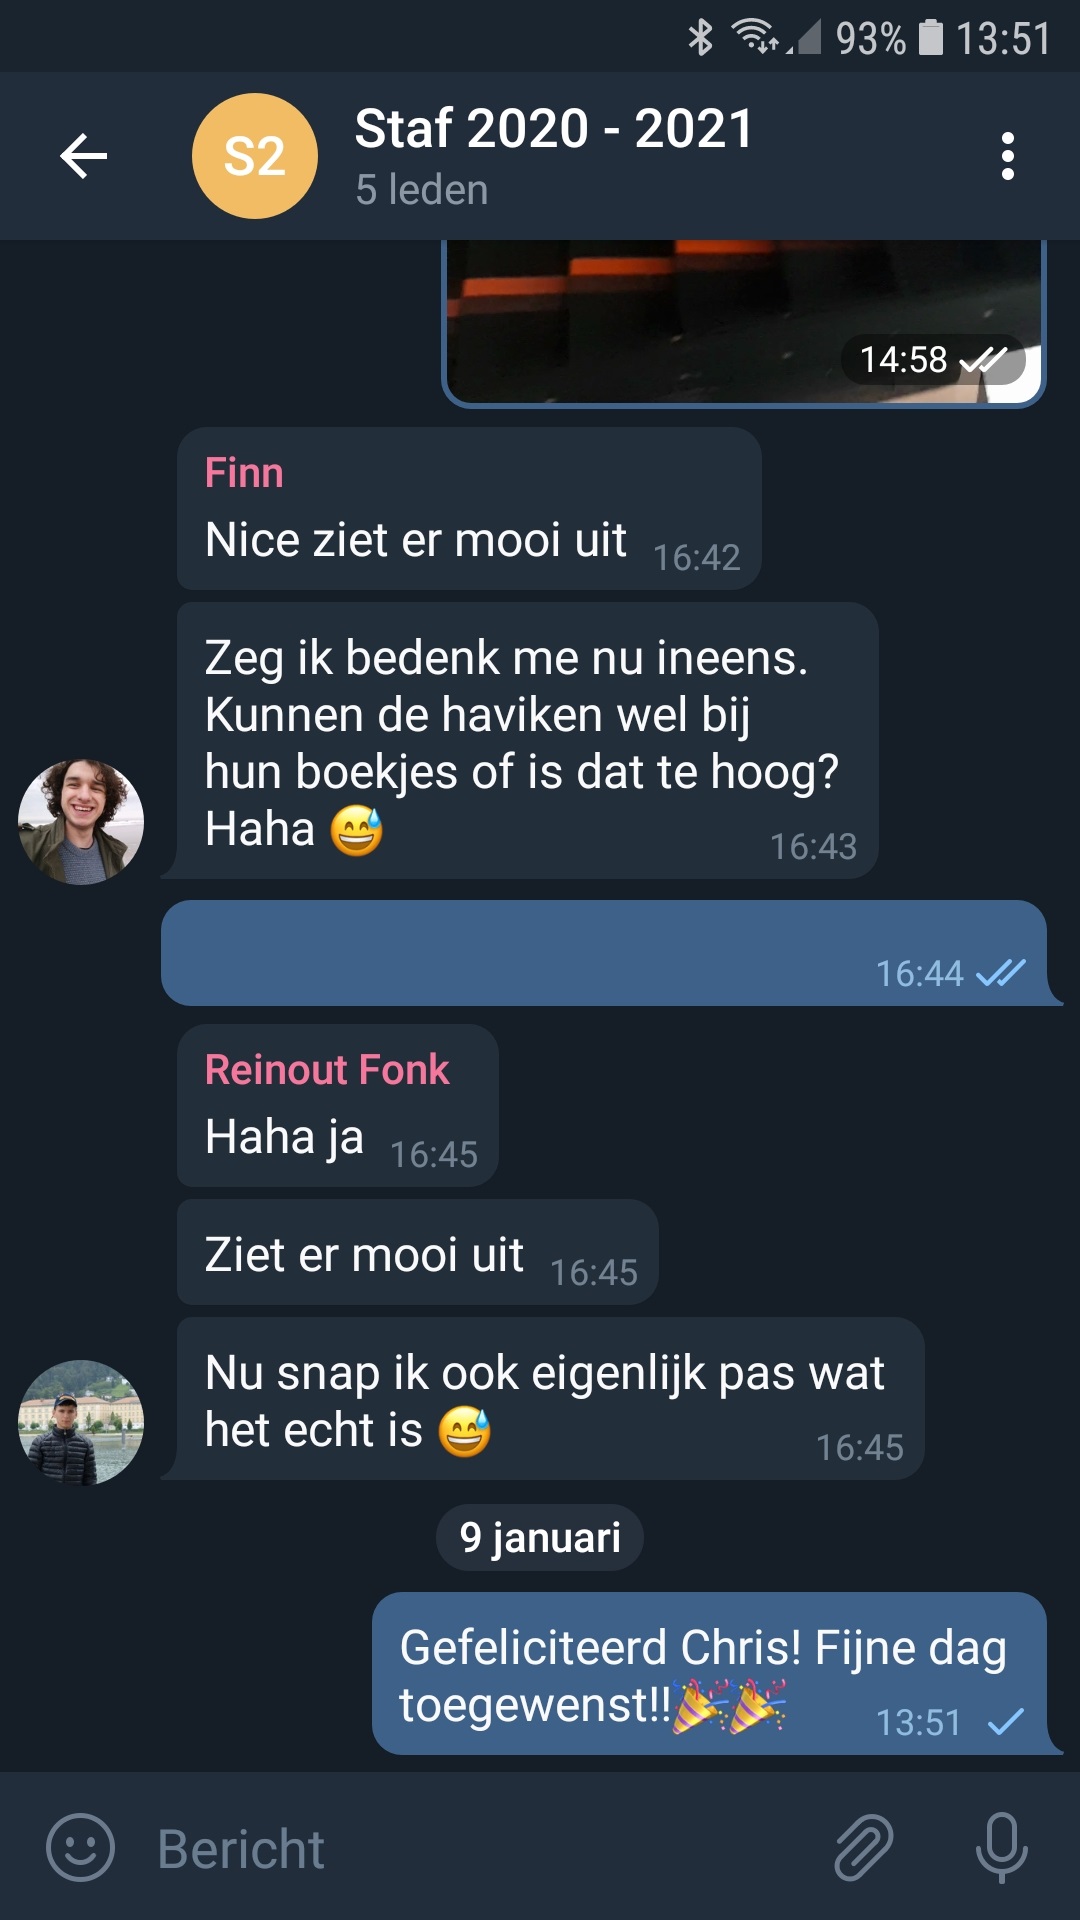 93% 13:51
S2
Staf 2020 - 2021
5 leden
14:58
Finn
Nice ziet er mooi uit 16:42
Zeg ik bedenk me nu ineens.
Kunnen de haviken wel bij
hun boekjes of is dat te hoog?
Haha 😅 16:43
16:44
Reinout Fonk
Haha ja 16:45
Ziet er mooi uit 16:45
Nu snap ik ook eigenlijk pas wat
het echt is 😅 16:45
9 januari
Gefeliciteerd Chris! Fijne dag
toegewenst!!🎉🎉 13:51
Bericht